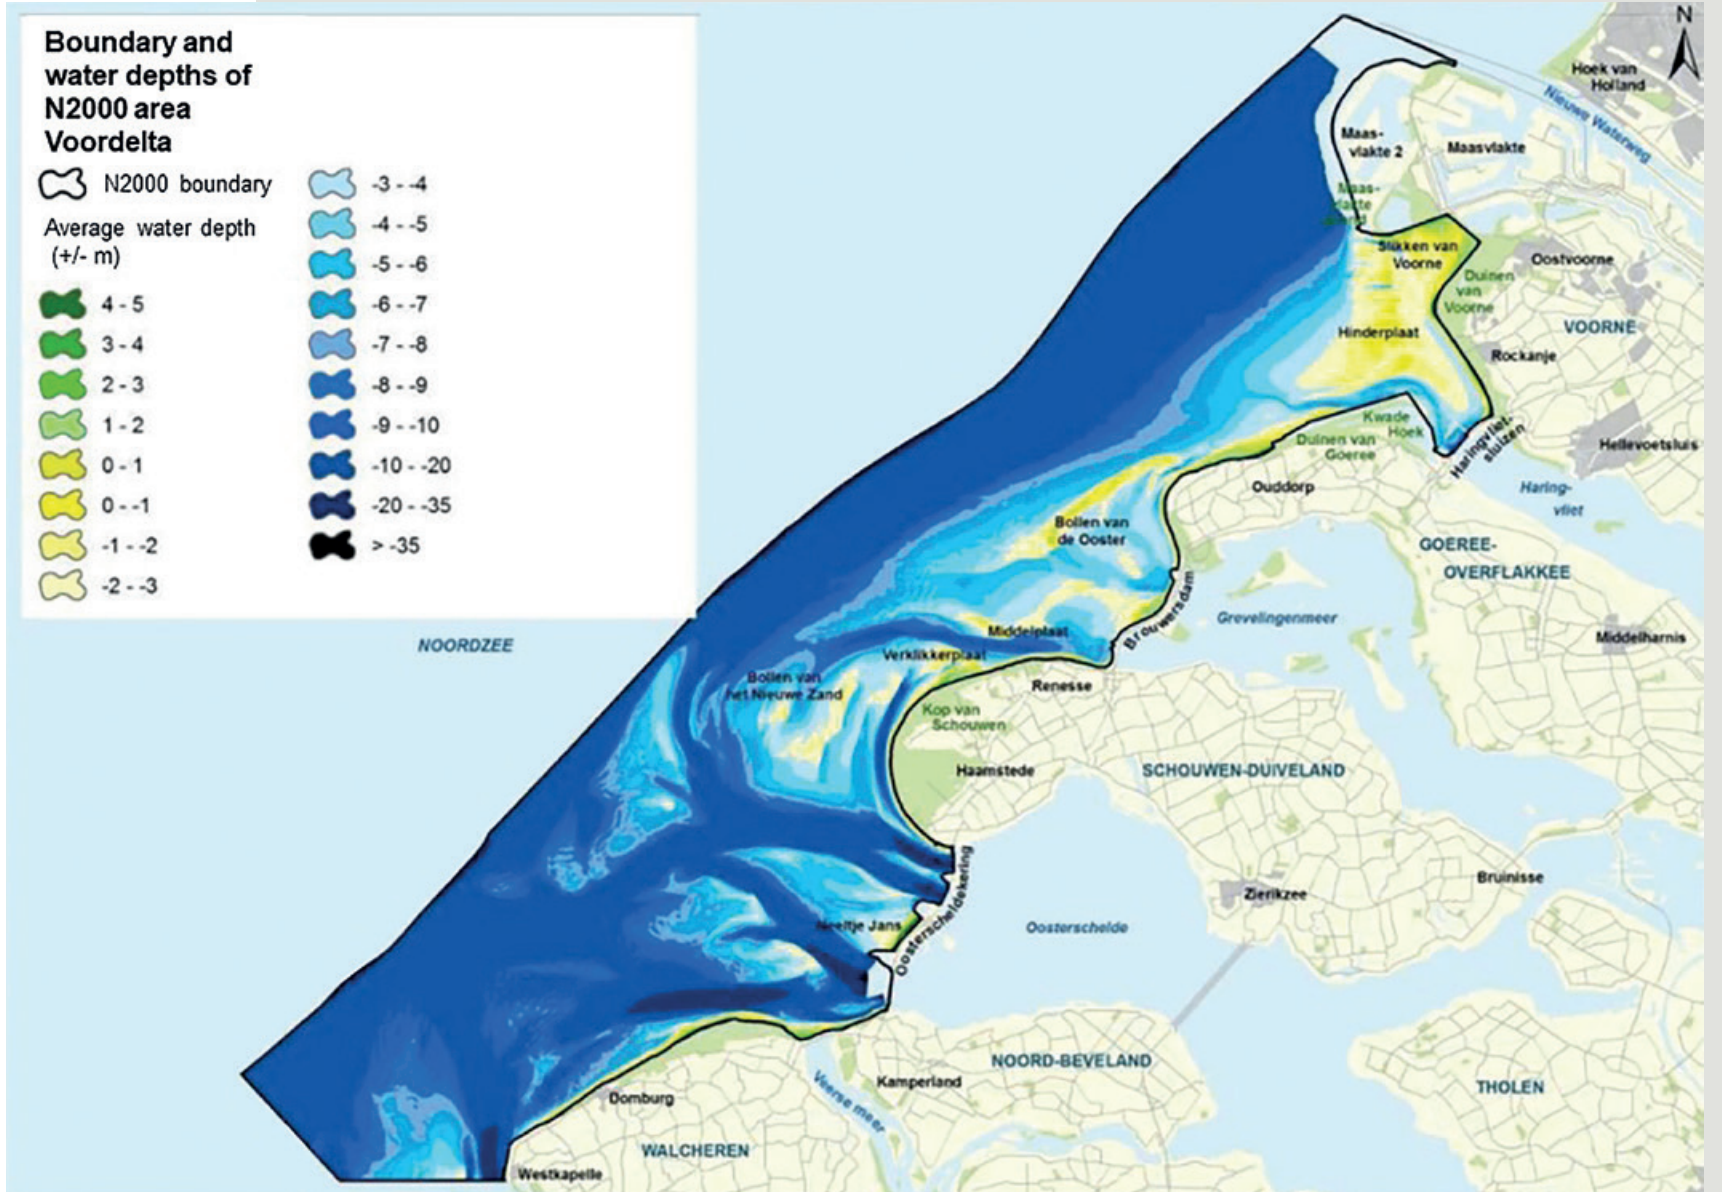 Boundary and
water depths of
N2000 area
Voordelta
N2000 boundary
Average water depth
(+/- m)
4 - 5
3 - 4
2 - 3
1 - 2
0 - 1
0 - -1
-1 - -2
-2 - -3
-3 - -4
-4 - -5
-5 - -6
-6 - -7
-7 - -8
-8 - -9
-9 - -10
-10 - -20
-20 - -35
> -35
N
Hoek van
Holland
Nieuwe Waterweg
Maas-
vlakte 2
Maasvlakte
Maas-
vlakte
Slikken van
Voorne
Oostvoorne
Duinen
van
Voorne
VOORNE
Hinderplaat
Rockanje
Kwade
Hoek
Duinen van
Goeree
Haringvliet-
sluizen
Hellevoetsluis
Ouddorp
Haring-
vliet
Bollen van
de Ooster
GOEREE-
OVERFLAKKEE
Brouwersdam
Grevelingenmeer
Middelharnis
NOORDZEE
Middelplaat
Verklikkerplaat
Bollen van
het Nieuwe Zand
Renesse
Kop van
Schouwen
Haamstede
SCHOUWEN-DUIVELAND
Bruinisse
Zierikzee
Neeltje Jans
Oosterscheldekering
Oosterschelde
NOORD-BEVELAND
Kamperland
Veerse meer
THOLEN
Domburg
WALCHEREN
Westkapelle